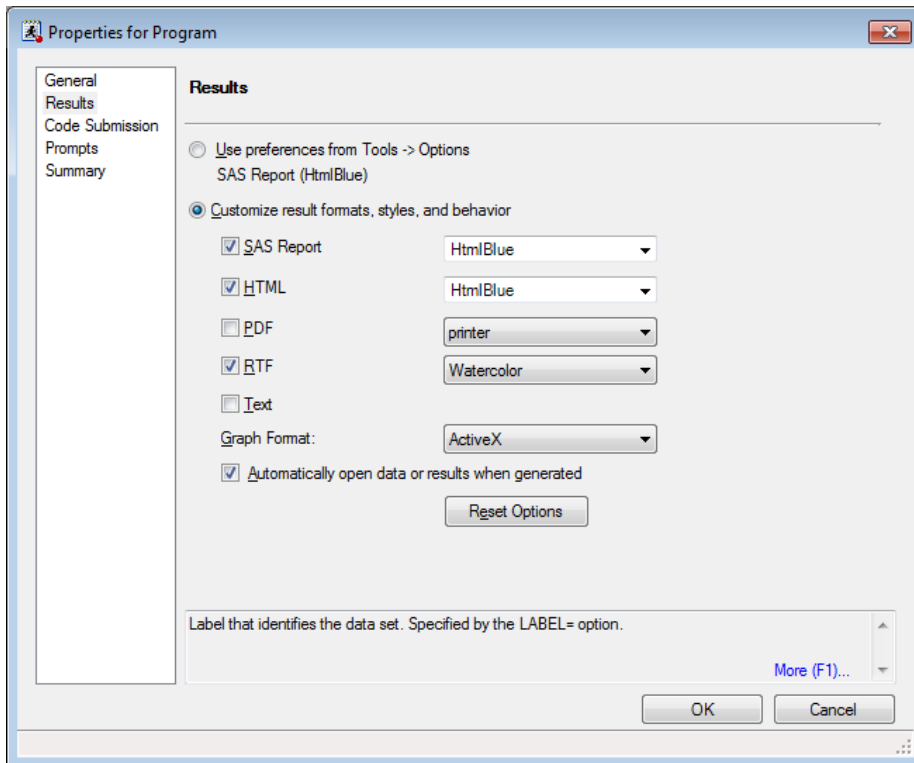 Properties for Program
General
Results
Code Submission
Prompts
Summary
Results
Use preferences from Tools -> Options
SAS Report (HtmlBlue)
Customize result formats, styles, and behavior
SAS Report HtmlBlue
HTML HtmlBlue
PDF printer
RTF Watercolor
Text
Graph Format: ActiveX
Automatically open data or results when generated
Reset Options
Label that identifies the data set. Specified by the LABEL= option.
More (F1)...
OK Cancel